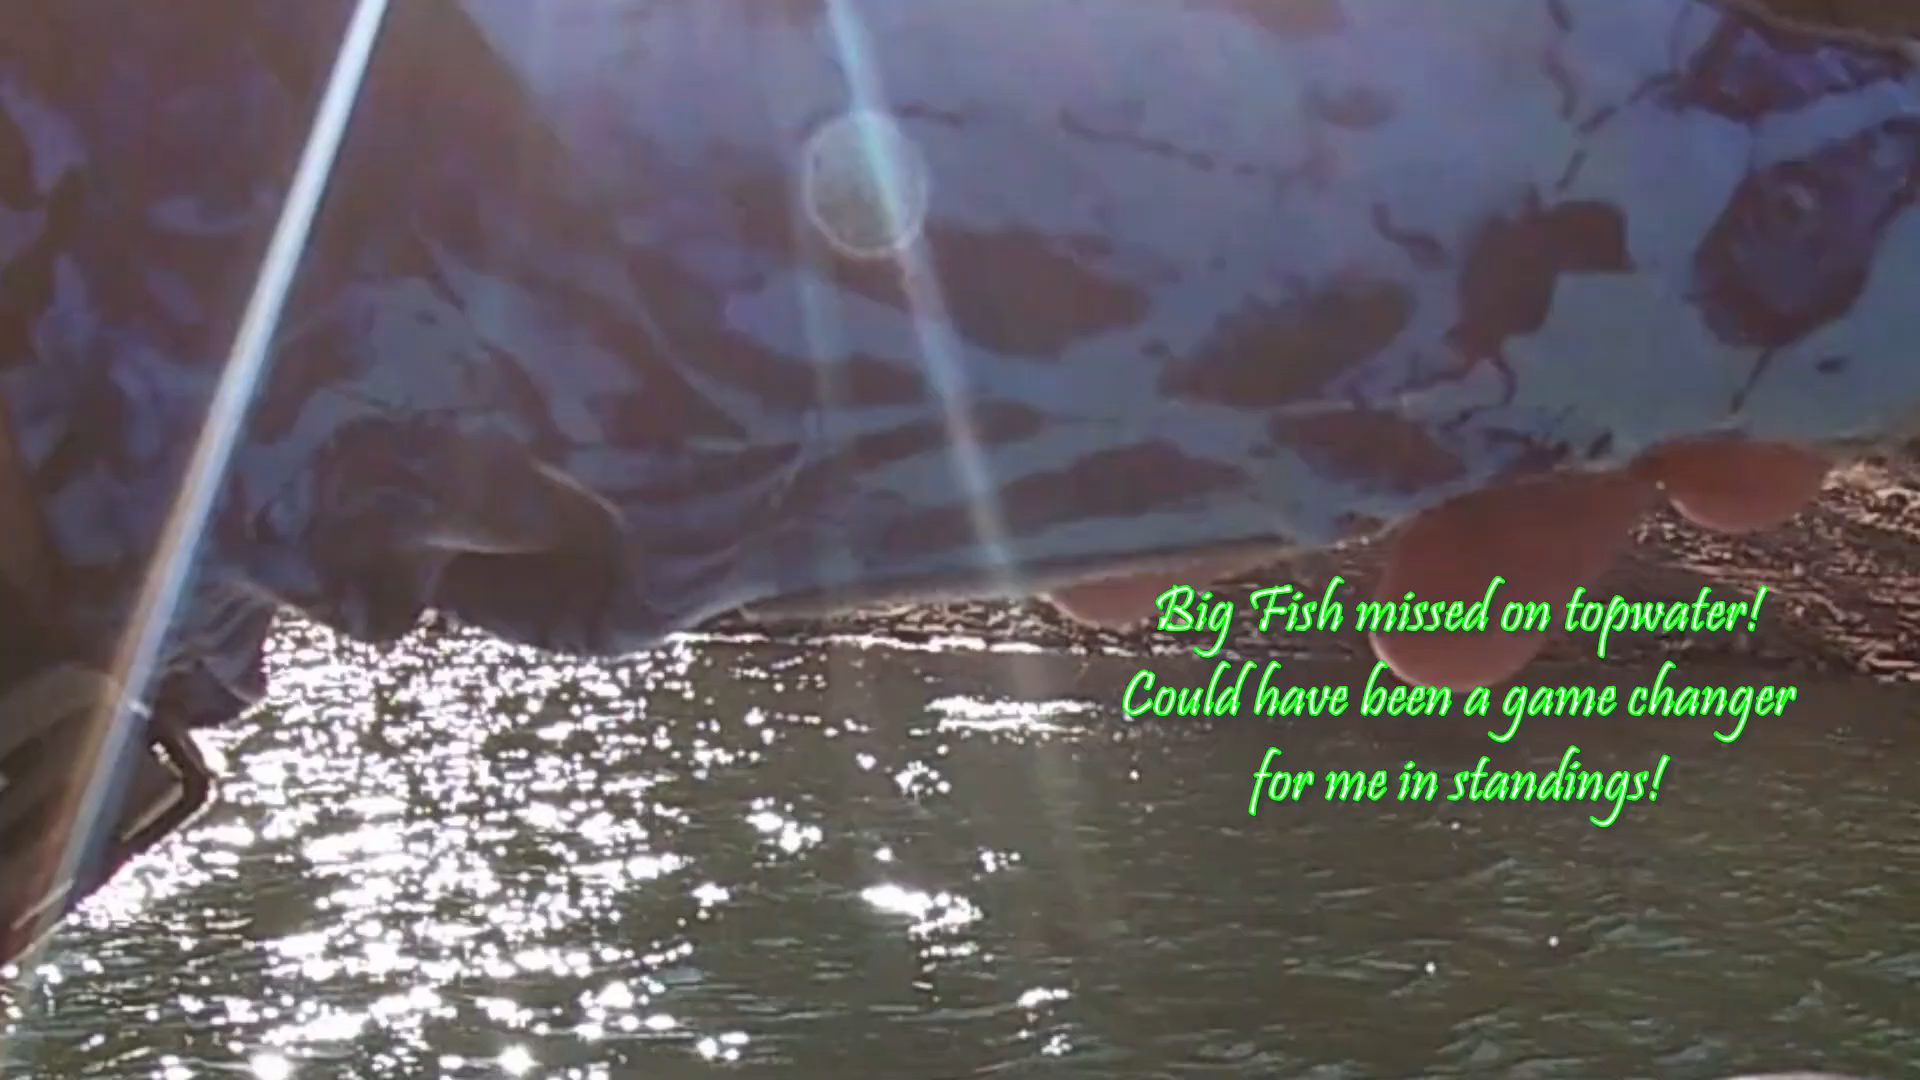 Big Fish missed on topwater!
Could have been a game changer
for me in standings!